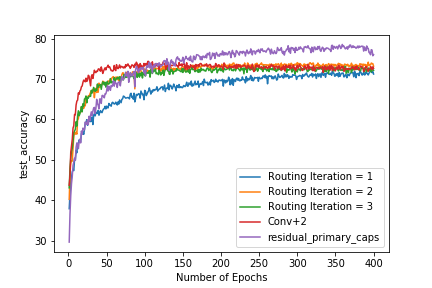 80
70
60
50
40
30
test_accuracy
0
50
100
150
200
250
300
350
400
Number of Epochs
Routing Iteration = 1
Routing Iteration = 2
Routing Iteration = 3
Conv+2
residual_primary_caps